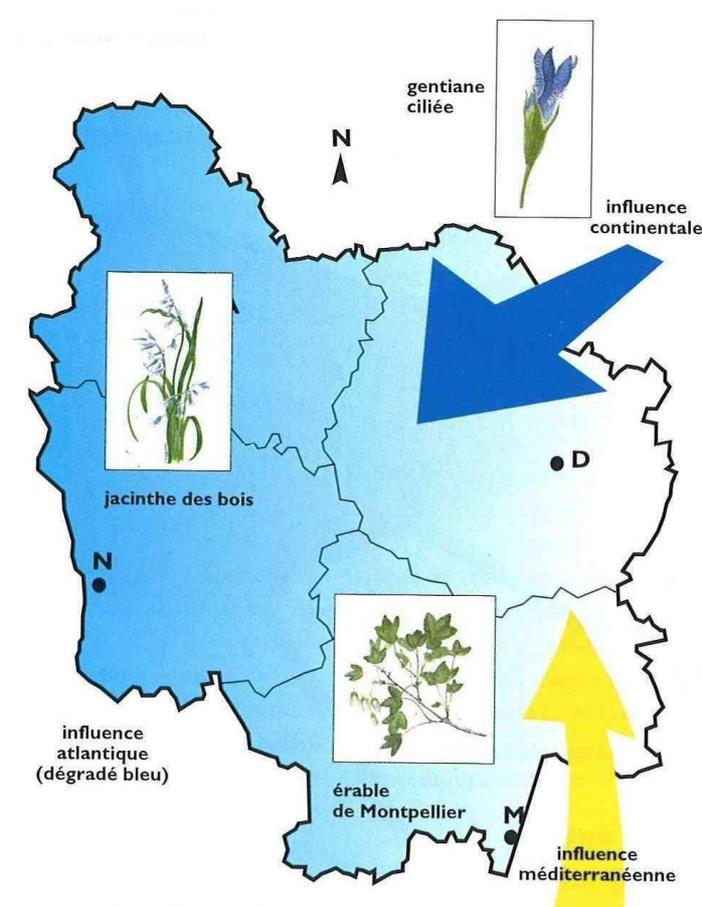 gentiane
ciliée
N
influence
continentale
D
jacinthe des bois
N
influence
atlantique
(dégradé bleu)
érable
de Montpellier
M
influence
méditerranéenne